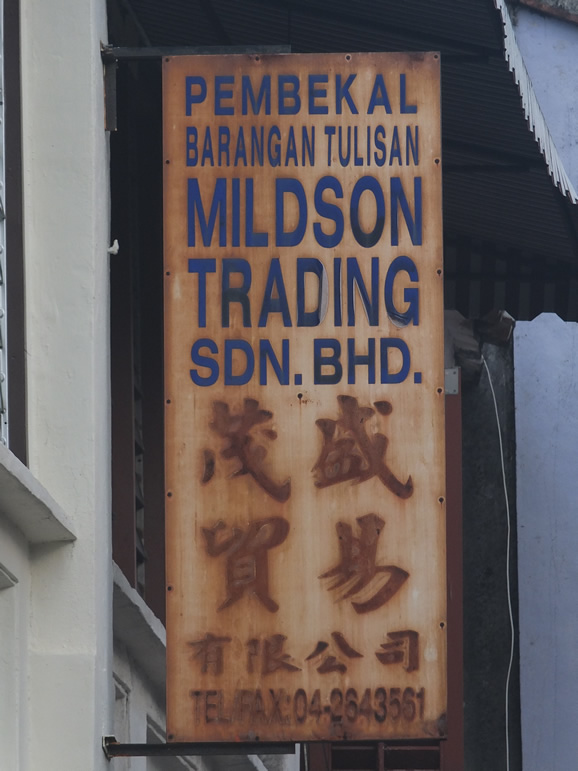 PEMBEKAL
BARANGAN TULISAN
MILDSON
TRADING
SDN. BHD.
茂盛
貿易
有限公司
TEL/FAX:04-2643561